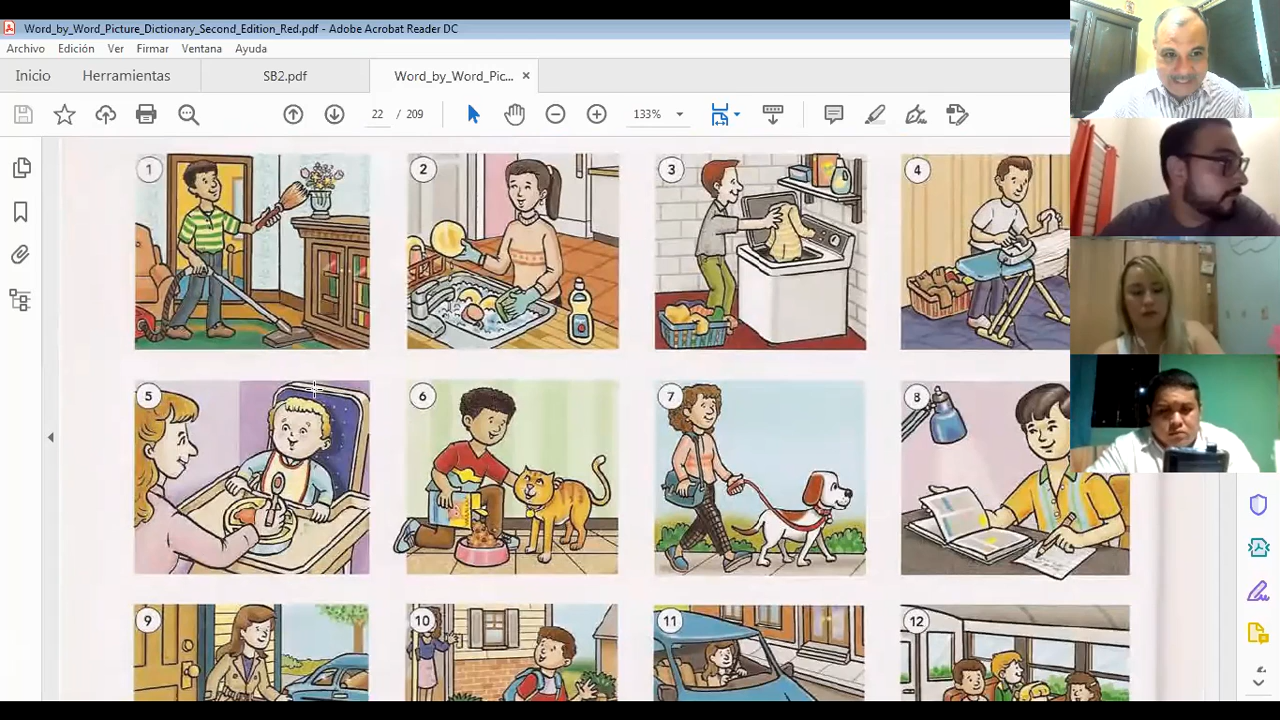 Word_by_Word_Picture_Dictionary_Second_Edition_Red.pdf - Adobe Acrobat Reader DC
Archivo Edición Ver Firmar Ventana Ayuda
Inicio Herramientas SB2.pdf Word_by_Word_Pic... ×
22 / 209 133%
1 2 3 4
5 6 7 8
9 10 11 12